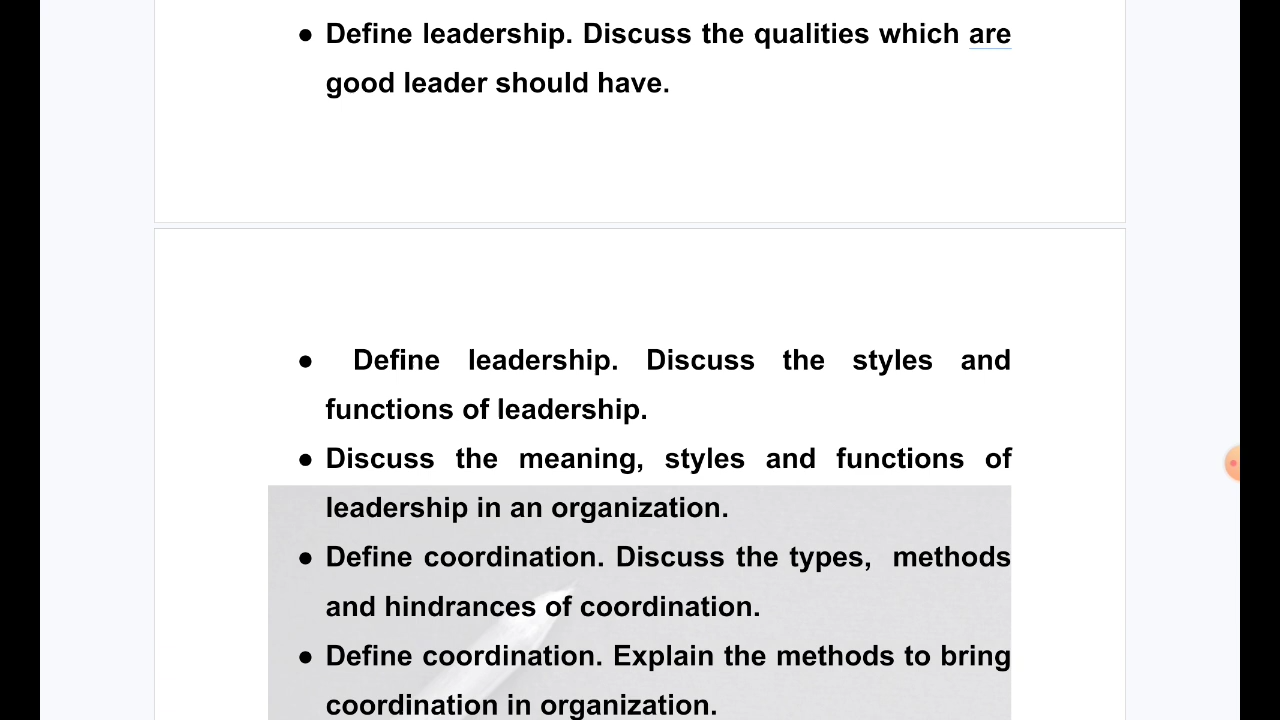 ● Define leadership. Discuss the qualities which are
good leader should have.
● Define leadership. Discuss the styles and
functions of leadership.
● Discuss the meaning, styles and functions of
leadership in an organization.
● Define coordination. Discuss the types, methods
and hindrances of coordination.
● Define coordination. Explain the methods to bring
coordination in organization.